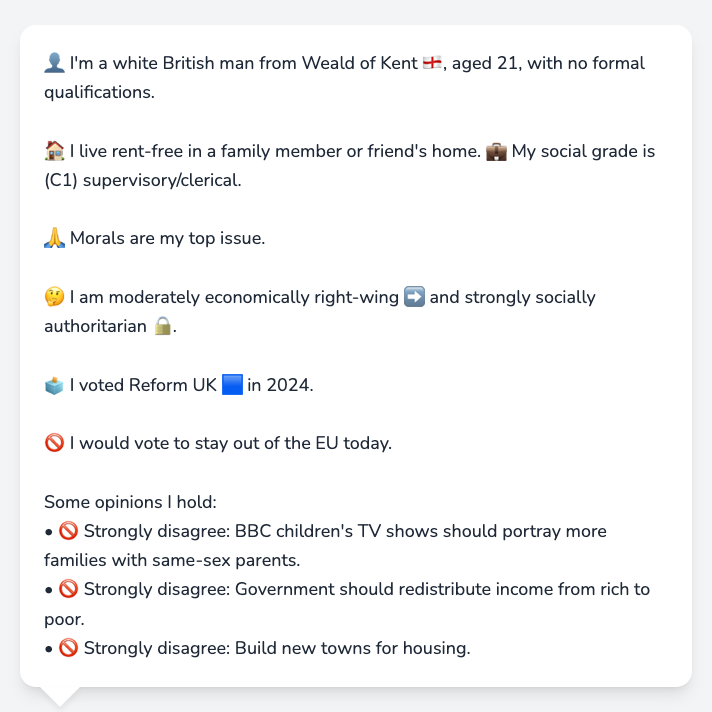 👤 I'm a white British man from Weald of Kent 🏴󠁧󠁢󠁥󠁮󠁧󠁿, aged 21, with no formal
qualifications.
🏠 I live rent-free in a family member or friend's home. 💼 My social grade is
(C1) supervisory/clerical.
🙏 Morals are my top issue.
🤔 I am moderately economically right-wing ➡️ and strongly socially
authoritarian 🔒.
🗳️ I voted Reform UK 🟦 in 2024.
🚫 I would vote to stay out of the EU today.
Some opinions I hold:
• 🚫 Strongly disagree: BBC children's TV shows should portray more
families with same-sex parents.
• 🚫 Strongly disagree: Government should redistribute income from rich to
poor.
• 🚫 Strongly disagree: Build new towns for housing.